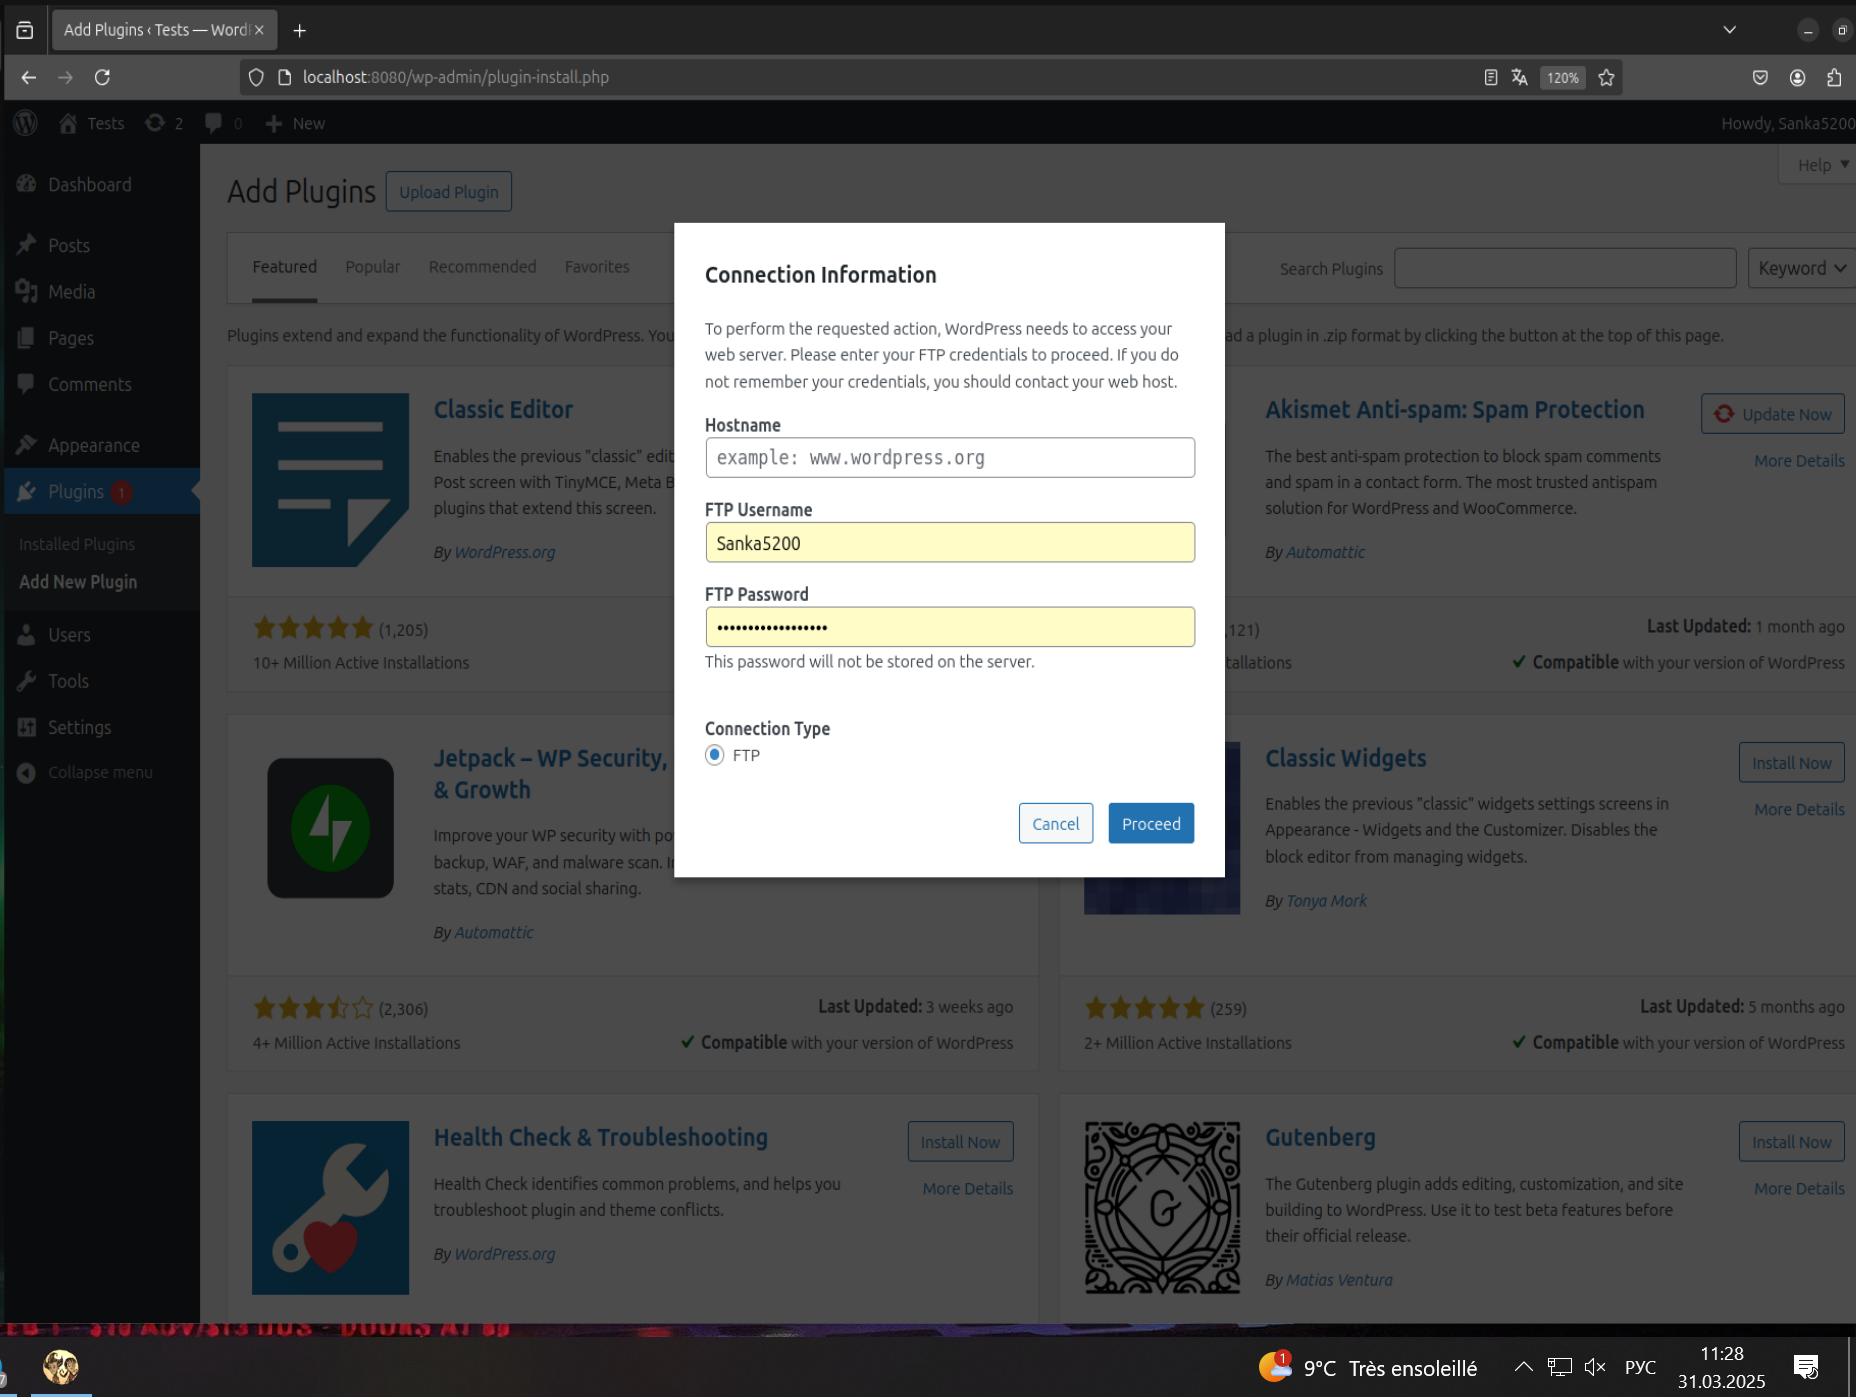 Add Plugins ‹ Tests — Word
localhost:8080/wp-admin/plugin-install.php
120%
Tests
2
0
New
Howdy, Sanka5200
Dashboard
Posts
Media
Pages
Comments
Appearance
Plugins 1
Installed Plugins
Add New Plugin
Users
Tools
Settings
Collapse menu
Help
Add Plugins
Upload Plugin
Featured
Popular
Recommended
Favorites
Search Plugins
Keyword
Plugins extend and expand the functionality of WordPress. You
ad a plugin in .zip format by clicking the button at the top of this page.
Classic Editor
Enables the previous "classic" edit
Post screen with TinyMCE, Meta B
plugins that extend this screen.
By WordPress.org
(1,205)
10+ Million Active Installations
Akismet Anti-spam: Spam Protection
Update Now
More Details
The best anti-spam protection to block spam comments
and spam in a contact form. The most trusted antispam
solution for WordPress and WooCommerce.
By Automattic
,121)
tallations
Last Updated: 1 month ago
Compatible with your version of WordPress
Connection Information
To perform the requested action, WordPress needs to access your
web server. Please enter your FTP credentials to proceed. If you do
not remember your credentials, you should contact your web host.
Hostname
example: www.wordpress.org
FTP Username
Sanka5200
FTP Password
••••••••••••••••••
This password will not be stored on the server.
Connection Type
FTP
Cancel
Proceed
Jetpack – WP Security,
& Growth
Improve your WP security with po
backup, WAF, and malware scan. I
stats, CDN and social sharing.
By Automattic
(2,306)
4+ Million Active Installations
Last Updated: 3 weeks ago
Compatible with your version of WordPress
Classic Widgets
Install Now
More Details
Enables the previous "classic" widgets settings screens in
Appearance - Widgets and the Customizer. Disables the
block editor from managing widgets.
By Tonya Mork
(259)
2+ Million Active Installations
Last Updated: 5 months ago
Compatible with your version of WordPress
Health Check & Troubleshooting
Install Now
More Details
Health Check identifies common problems, and helps you
troubleshoot plugin and theme conflicts.
By WordPress.org
Gutenberg
Install Now
More Details
The Gutenberg plugin adds editing, customization, and site
building to WordPress. Use it to test beta features before
their official release.
By Matias Ventura
1
9°C Très ensoleillé
РУС
11:28
31.03.2025